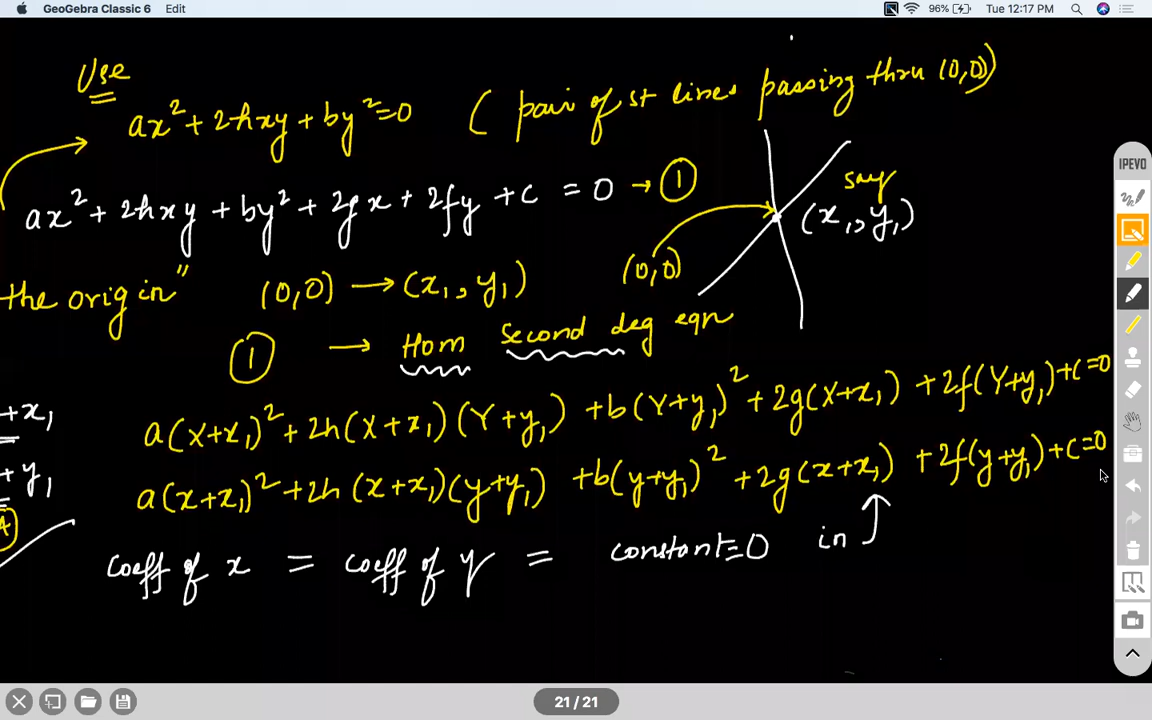 GeoGebra Classic 6 Edit 96% Tue 12:17 PM
Use
ax² + 2hxy + by² = 0 ( pair of st lines passing thru (0,0))
ax² + 2hxy + by² + 2gx + 2fy + c = 0 → ①
say
(x₁, y₁)
(0,0)
the origin" (0,0) → (x₁, y₁)
① → Hom second deg eqn
+x₁
a(X+x₁)² + 2h(X+x₁)(Y+y₁) + b(Y+y₁)² + 2g(X+x₁) + 2f(Y+y₁) + c = 0
+y₁
a(x+x₁)² + 2h(x+x₁)(y+y₁) + b(y+y₁)² + 2g(x+x₁) + 2f(y+y₁) + c = 0
coeff of x = coeff of y = constant = 0 in
IPEVO
21 / 21